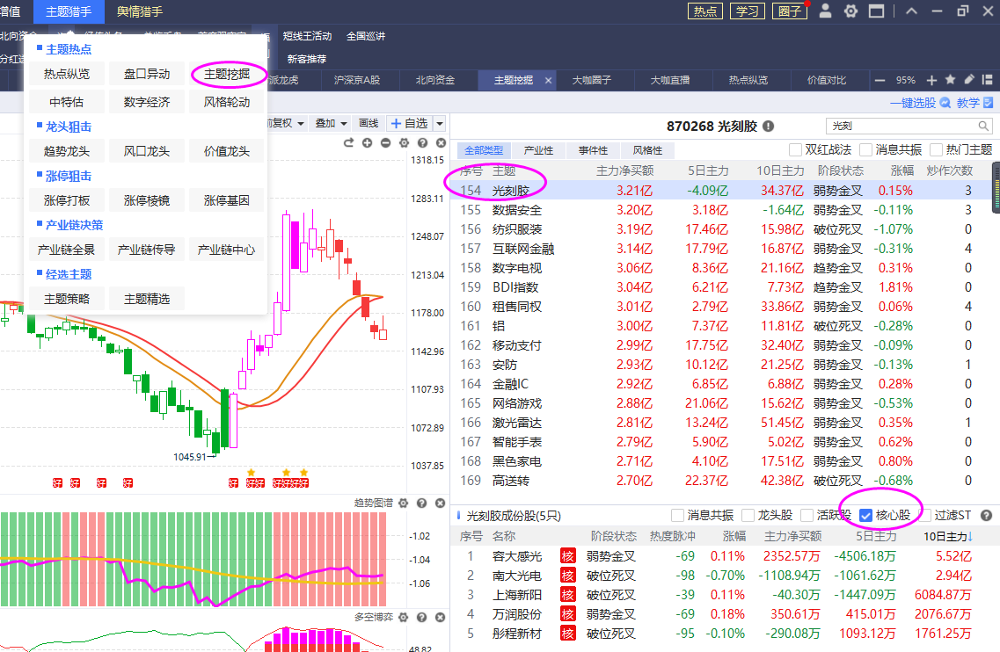 增值 主题猎手 舆情猎手 热点 学习 圈子
短线王活动 全国巡讲
新客推荐
主题热点
热点纵览 盘口异动 主题挖掘
中特估 数字经济 风格轮动
龙头狙击
趋势龙头 风口龙头 价值龙头
涨停狙击
涨停打板 涨停棱镜 涨停基因
产业链决策
产业链全景 产业链传导 产业链中心
经选主题
主题策略 主题精选
派龙虎 沪深京A股 北向资金 主题挖掘 × 大咖圈子 大咖直播 热点纵览 价值对比 95%
一键选股 教学
前复权 叠加 画线 自选
870268 光刻胶 光刻
全部类型 产业性 事件性 风格性 双红战法 消息共振 热门主题
序号 主题 主力净买额 5日主力 10日主力 阶段状态 涨幅 炒作次数
154 光刻胶 3.21亿 -4.09亿 34.37亿 弱势金叉 0.15% 3
155 数据安全 3.20亿 3.18亿 -1.64亿 弱势金叉 -0.11% 3
156 纺织服装 3.19亿 17.46亿 15.98亿 破位死叉 -1.07% 0
157 互联网金融 3.14亿 17.79亿 16.87亿 弱势金叉 -0.31% 4
158 数字电视 3.06亿 8.36亿 21.16亿 趋势金叉 0.31% 0
159 BDI指数 3.04亿 6.21亿 7.73亿 趋势金叉 1.81% 0
160 租售同权 3.01亿 2.79亿 33.86亿 弱势金叉 0.06% 4
161 铝 3.00亿 7.37亿 11.81亿 破位死叉 -0.28% 0
162 移动支付 2.99亿 17.75亿 32.40亿 弱势金叉 -0.09% 0
163 安防 2.93亿 10.12亿 21.25亿 弱势金叉 -0.13% 1
164 金融IC 2.92亿 6.85亿 6.88亿 弱势金叉 0.28% 0
165 网络游戏 2.88亿 21.06亿 15.62亿 弱势金叉 -0.53% 0
166 激光雷达 2.81亿 13.24亿 51.45亿 弱势金叉 0.35% 1
167 智能手表 2.79亿 5.90亿 5.02亿 弱势金叉 0.62% 0
168 黑色家电 2.71亿 4.10亿 17.51亿 弱势金叉 0.80% 0
169 高送转 2.70亿 22.37亿 42.38亿 破位死叉 -0.68% 0
1318.15
1283.11
1248.07
1213.04
1178.00
1142.96
1107.93
1072.89
1037.85
1045.91
好 好 好 好 好 好好 好好好好
趋势图谱
-1.02
-1.04
-1.06
多空博弈
48.82
光刻胶成份股(5只) 消息共振 龙头股 活跃股 核心股 过滤ST
序号 名称 阶段状态 热度脉冲 涨幅 主力净买额 5日主力 10日主力↓
1 容大感光 核 弱势金叉 -69 0.11% 2352.57万 -4506.18万 5.52亿
2 南大光电 核 破位死叉 -98 -0.70% -1108.94万 -1061.62万 2.94亿
3 上海新阳 核 破位死叉 -39 0.11% -40.30万 -1447.09万 6084.87万
4 万润股份 核 弱势金叉 -69 0.18% 350.61万 415.01万 2076.67万
5 彤程新材 核 破位死叉 -95 -0.10% -290.08万 1093.12万 1761.25万